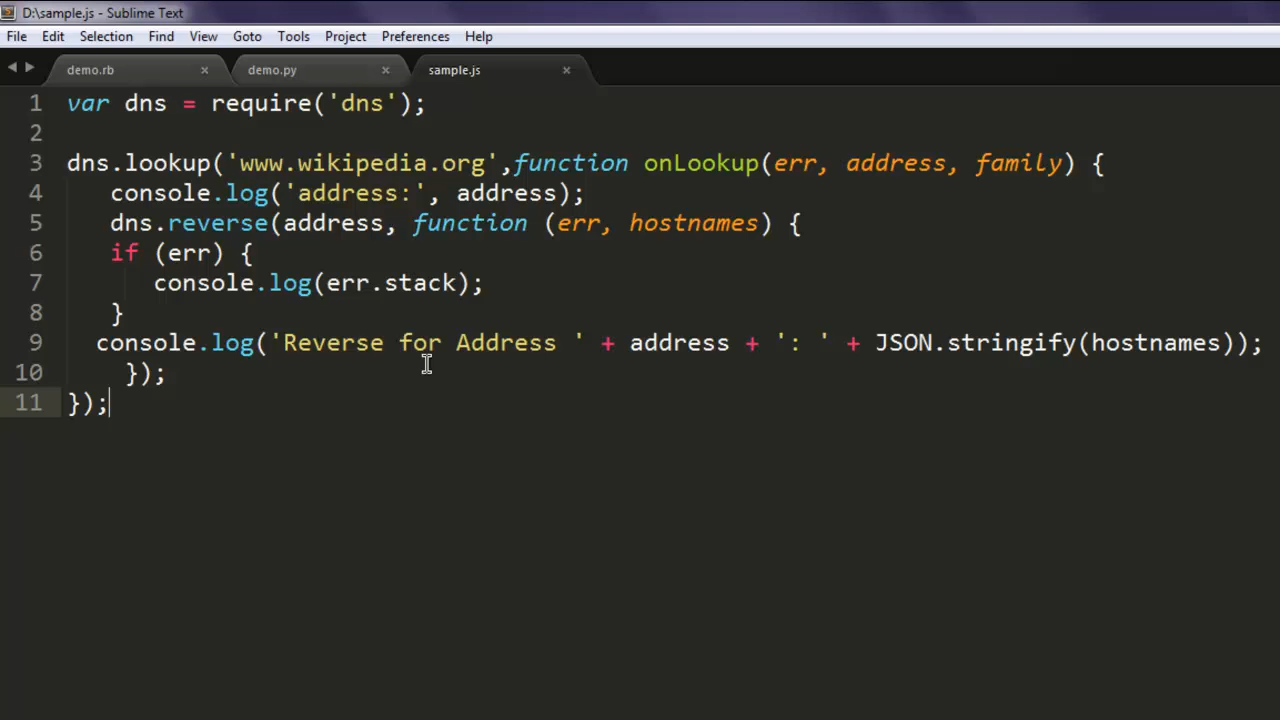 D:\sample.js - Sublime Text
File Edit Selection Find View Goto Tools Project Preferences Help
demo.rb × demo.py × sample.js ×
1 var dns = require('dns');
2
3 dns.lookup('www.wikipedia.org',function onLookup(err, address, family) {
4 console.log('address:', address);
5 dns.reverse(address, function (err, hostnames) {
6 if (err) {
7 console.log(err.stack);
8 }
9 console.log('Reverse for Address ' + address + ': ' + JSON.stringify(hostnames));
10 });
11 });